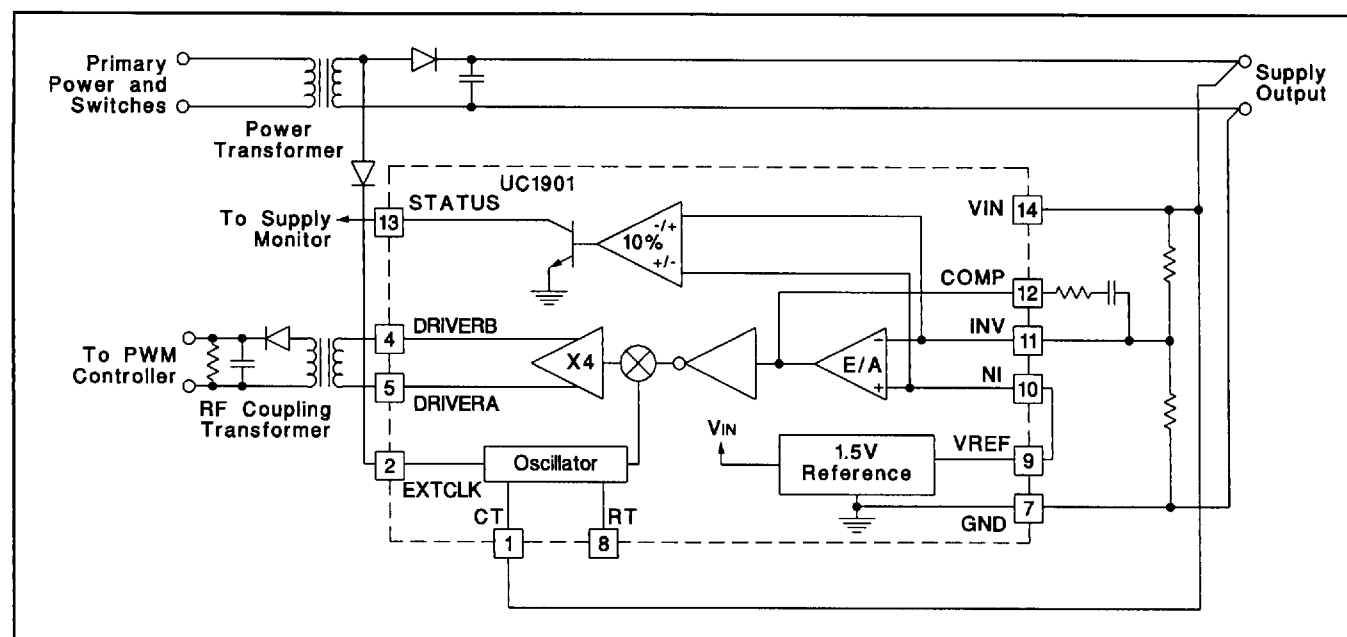 Primary
Power and
Switches
Power
Transformer
Supply
Output
UC1901
STATUS
13
To Supply
Monitor
10%
-/+
+/-
VIN
14
COMP
12
INV
11
NI
10
VREF
9
7
GND
DRIVERB
4
5
DRIVERA
To PWM
Controller
RF Coupling
Transformer
X4
E/A
−
+
VIN
1.5V
Reference
Oscillator
2
EXTCLK
CT
RT
1
8